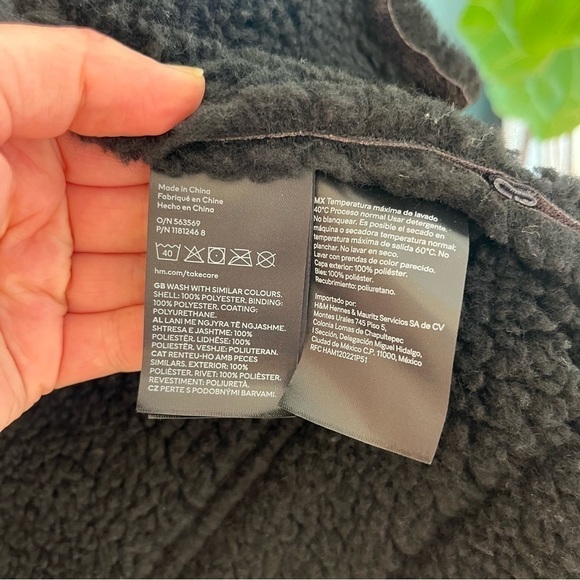 Made in China
Fabriqué en Chine
Hecho en China
O/N 563569
P/N 1181246 8
40
hm.com/takecare
GB WASH WITH SIMILAR COLOURS.
SHELL: 100% POLYESTER. BINDING:
100% POLYESTER. COATING:
POLYURETHANE.
AL LANI ME NGJYRA TË NGJASHME.
SHTRESA E JASHTME: 100%
POLIESTËR. LIDHËSE: 100%
POLIESTËR. VESHJE: POLIURETAN.
CAT RENTEU-HO AMB PECES
SIMILARS. EXTERIOR: 100%
POLIÈSTER. RIVET: 100% POLIÈSTER.
REVESTIMENT: POLIURETÀ.
CZ PERTE S PODOBNÝMI BARVAMI.
MX Temperatura máxima de lavado
40°C Proceso normal Usar detergente.
No blanquear. Es posible el secado en
máquina o secadora temperatura normal;
temperatura máxima de salida 60°C. No
planchar. No lavar en seco.
Lavar con prendas de color parecido.
Capa exterior: 100% poliéster.
Bies: 100% poliéster.
Recubrimiento: poliuretano.
Importado por:
H&M Hennes & Mauritz Servicios SA de CV
Montes Urales 745 Piso 5,
Colonia Lomas de Chapultepec
I Sección, Delegación Miguel Hidalgo,
Ciudad de México C.P. 11000, México
RFC HAM120221P51